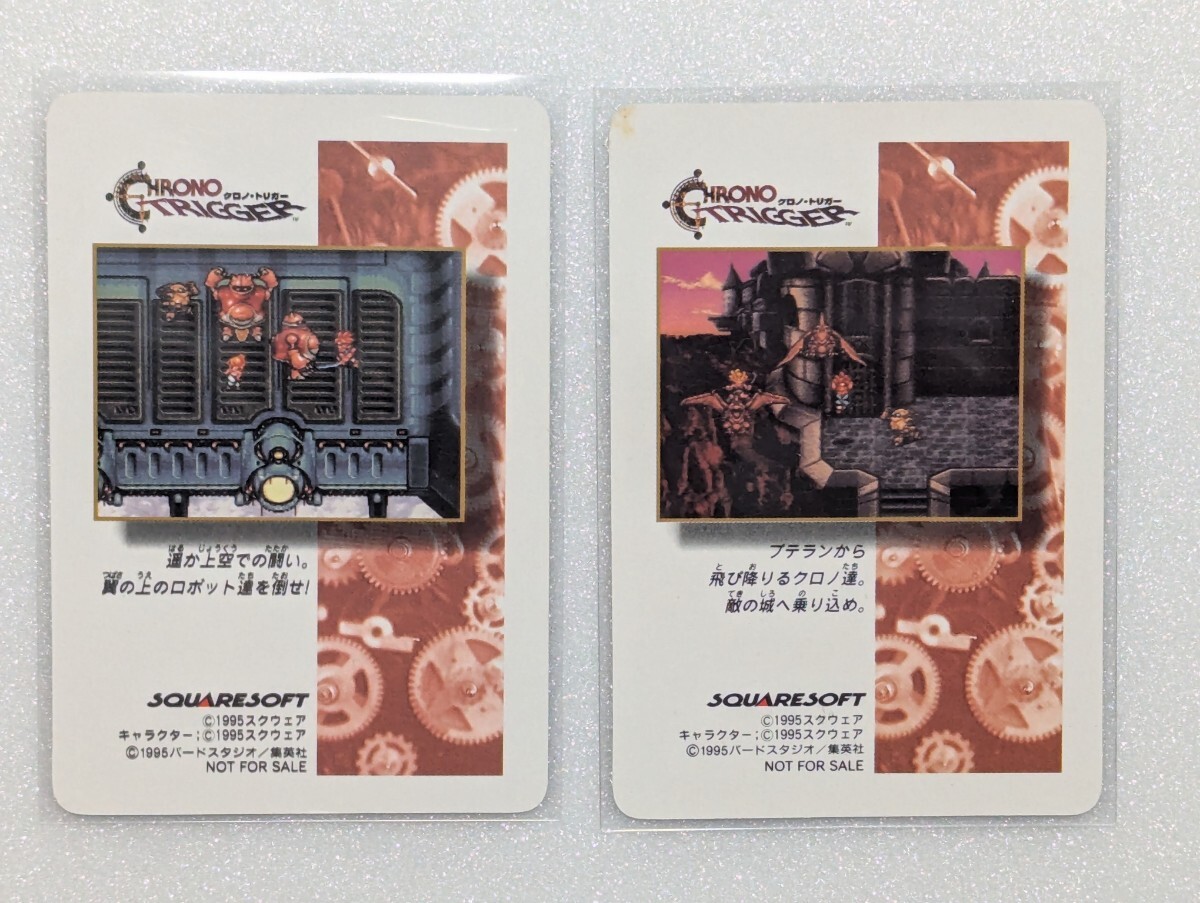 CHRONO
クロノ・トリガー
TRIGGER™
遥か上空での闘い。
翼の上のロボット達を倒せ!
SQUARESOFT
©1995スクウェア
キャラクター;©1995スクウェア
©1995バードスタジオ/集英社
NOT FOR SALE
CHRONO
クロノ・トリガー
TRIGGER™
プテランから
飛び降りるクロノ達。
敵の城へ乗り込め。
SQUARESOFT
©1995スクウェア
キャラクター;©1995スクウェア
©1995バードスタジオ/集英社
NOT FOR SALE